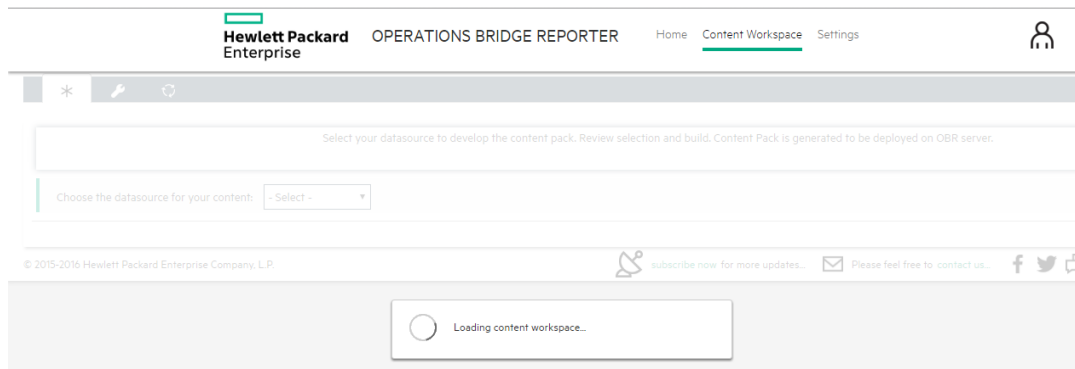 Hewlett Packard
Enterprise
OPERATIONS BRIDGE REPORTER
Home Content Workspace Settings
Select your datasource to develop the content pack. Review selection and build. Content Pack is generated to be deployed on OBR server.
Choose the datasource for your content: - Select -
© 2015-2016 Hewlett Packard Enterprise Company, L.P.
subscribe now for more updates...
Please feel free to contact us...
Loading content workspace...